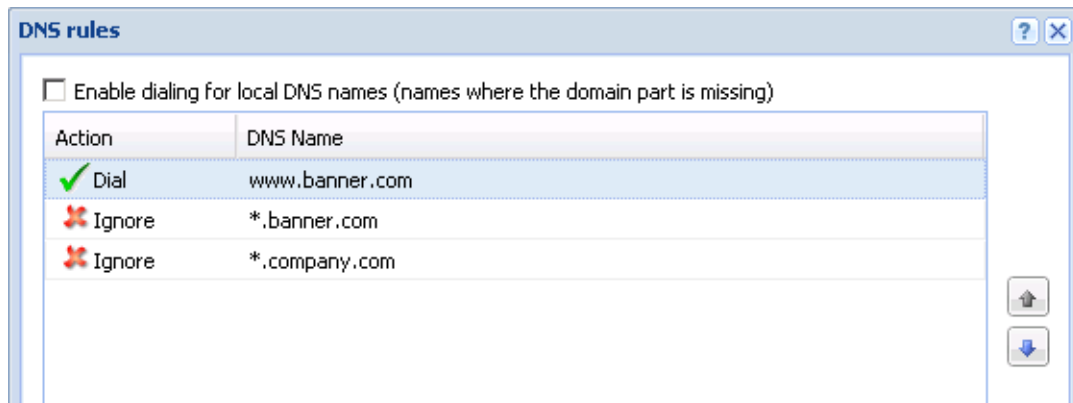 DNS rules
?
Enable dialing for local DNS names (names where the domain part is missing)
Action DNS Name
Dial www.banner.com
Ignore *.banner.com
Ignore *.company.com